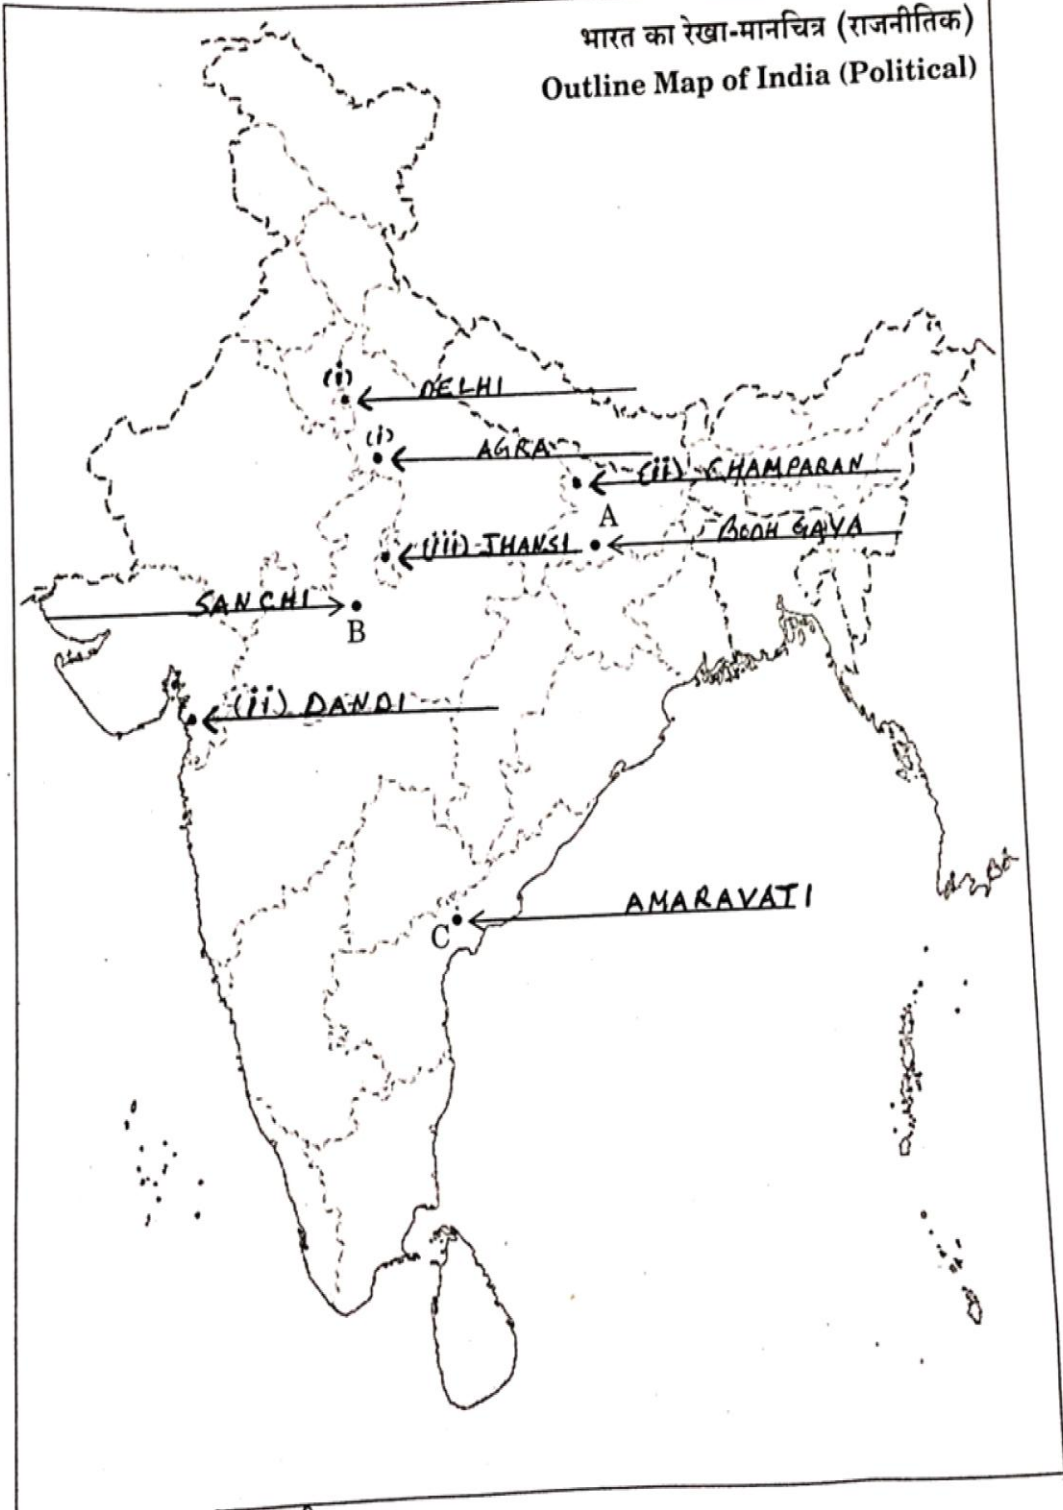 भारत का रेखा-मानचित्र (राजनीतिक)
Outline Map of India (Political)
(i)
DELHI
(i)
AGRA
(ii) CHAMPARAN
A
BODH GAYA
(iii) JHANSI
SANCHI
B
(ii) DANDI
AMARAVATI
C